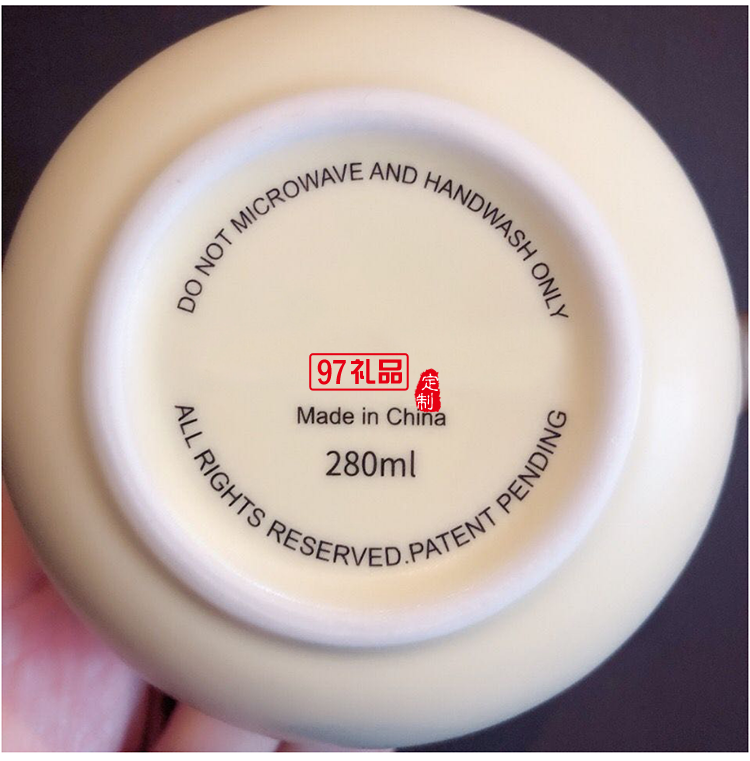 DO NOT MICROWAVE AND HANDWASH ONLY
97礼品
定制
Made in China
280ml
ALL RIGHTS RESERVED.PATENT PENDING